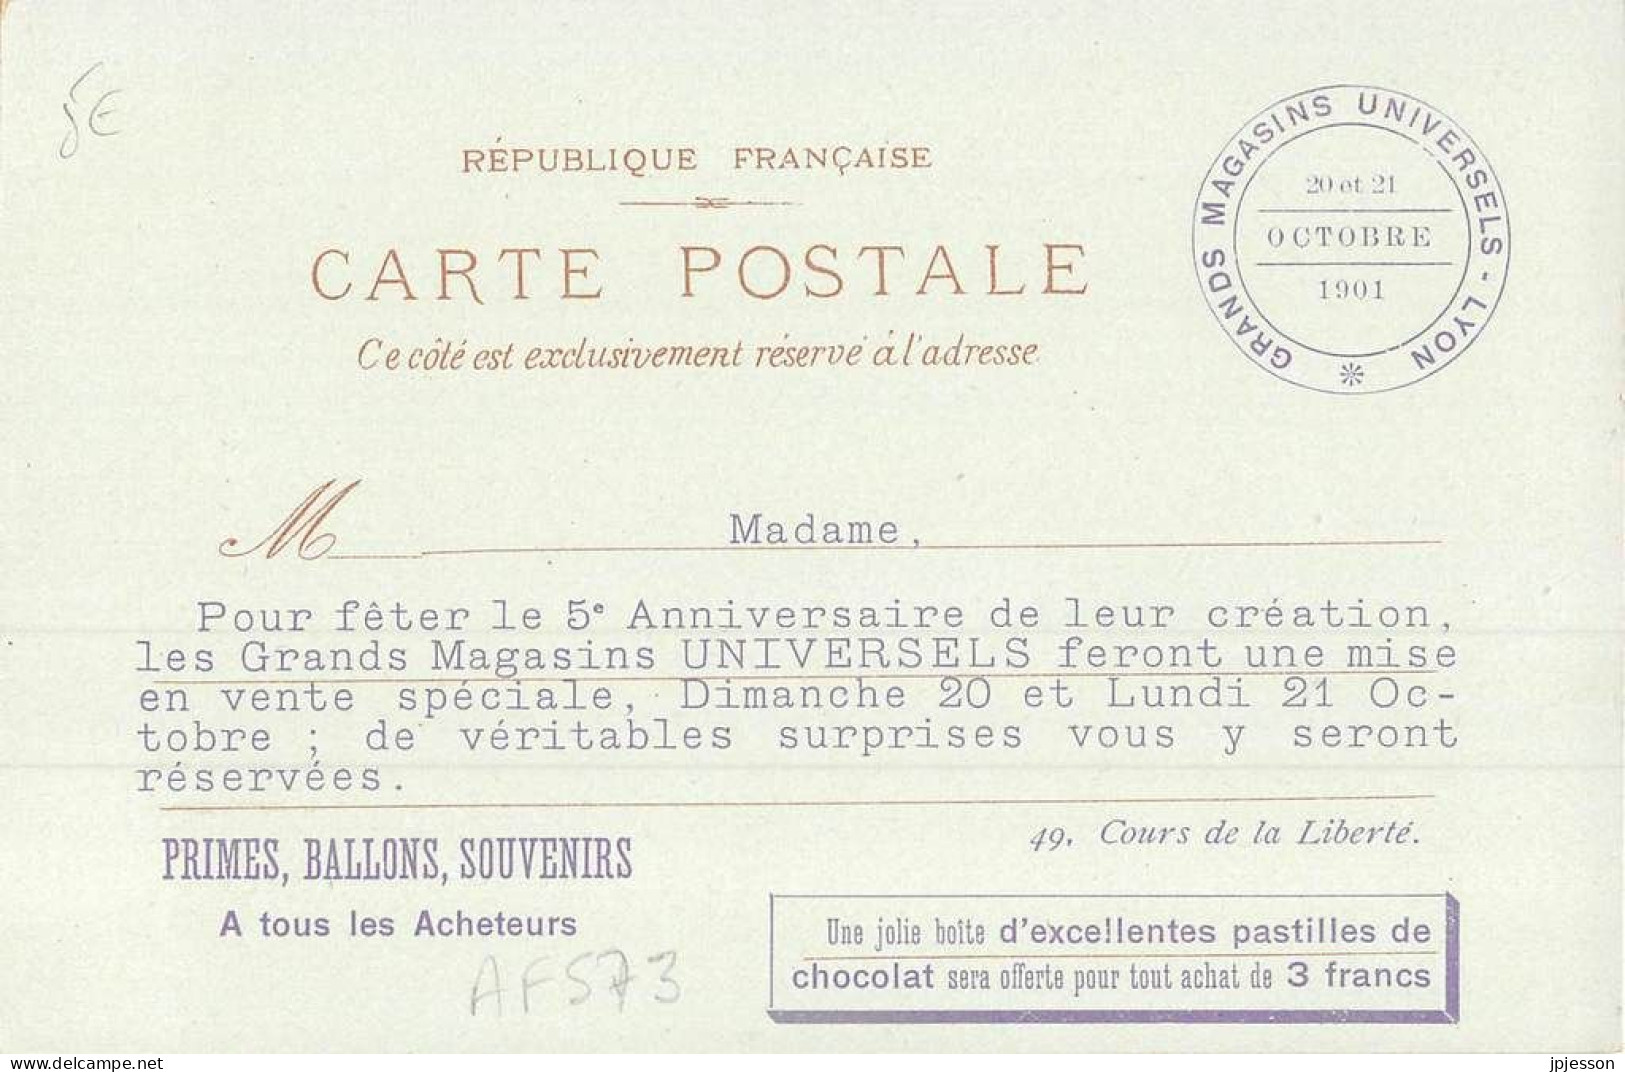 5€
RÉPUBLIQUE FRANÇAISE
CARTE POSTALE
Ce côté est exclusivement réservé à l'adresse
GRANDS MAGASINS UNIVERSELS - LYON
20 et 21
OCTOBRE
1901
M
Madame,
Pour fêter le 5e Anniversaire de leur création,
les Grands Magasins UNIVERSELS feront une mise
en vente spéciale, Dimanche 20 et Lundi 21 Oc-
tobre ; de véritables surprises vous y seront
réservées.
49, Cours de la Liberté.
PRIMES, BALLONS, SOUVENIRS
A tous les Acheteurs
Une jolie boîte d'excellentes pastilles de
chocolat sera offerte pour tout achat de 3 francs
AF573
www.delcampe.net
jpjesson